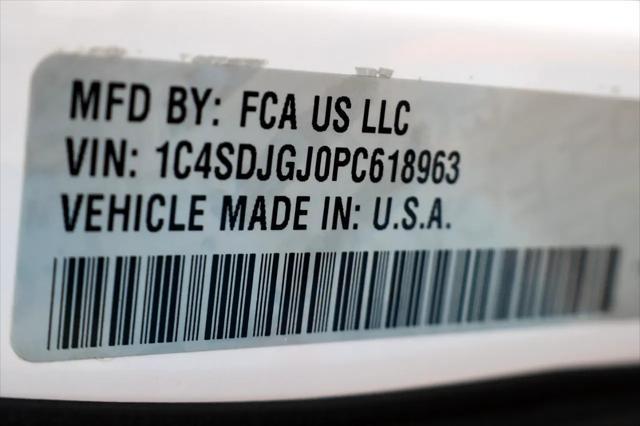 MFD BY: FCA US LLC
VIN: 1C4SDJGJ0PC618963
VEHICLE MADE IN: U.S.A.